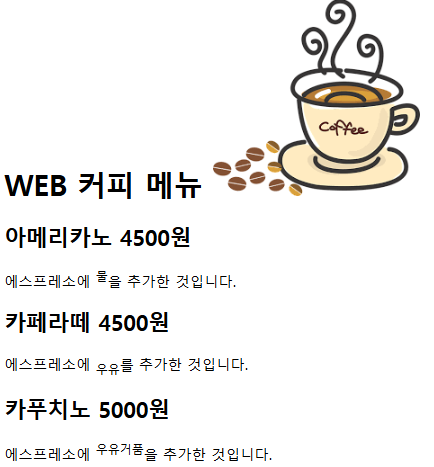 Coffee
WEB 커피 메뉴
아메리카노 4500원
에스프레소에 물을 추가한 것입니다.
카페라떼 4500원
에스프레소에 우유를 추가한 것입니다.
카푸치노 5000원
에스프레소에 우유거품을 추가한 것입니다.